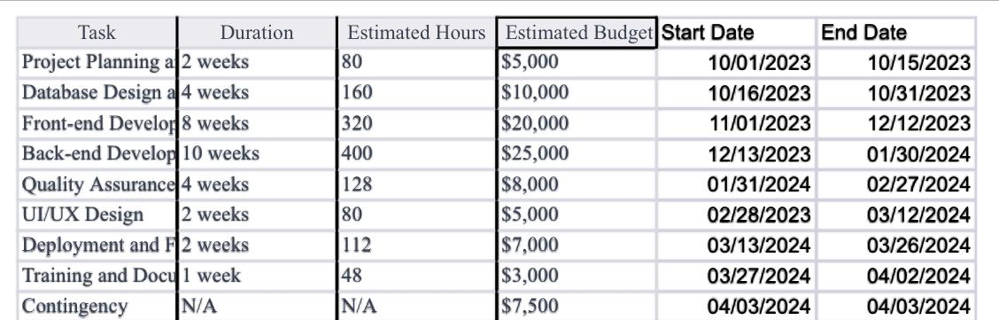 Task Duration Estimated Hours Estimated Budget Start Date End Date
Project Planning a 2 weeks 80 $5,000 10/01/2023 10/15/2023
Database Design a 4 weeks 160 $10,000 10/16/2023 10/31/2023
Front-end Develop 8 weeks 320 $20,000 11/01/2023 12/12/2023
Back-end Develop 10 weeks 400 $25,000 12/13/2023 01/30/2024
Quality Assurance 4 weeks 128 $8,000 01/31/2024 02/27/2024
UI/UX Design 2 weeks 80 $5,000 02/28/2023 03/12/2024
Deployment and F 2 weeks 112 $7,000 03/13/2024 03/26/2024
Training and Docu 1 week 48 $3,000 03/27/2024 04/02/2024
Contingency N/A N/A $7,500 04/03/2024 04/03/2024